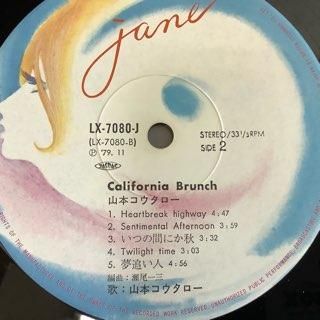 jane
LX-7080-J
(LX-7080-B)
Ⓟ '79. 11
STEREO/33 1/3 RPM
SIDE 2
California Brunch
山本コウタロー
1. Heartbreak highway 4:47
2. Sentimental Afternoon 3:59
3. いつの間にか秋 3:32
4. Twilight time 3:03
5. 夢追い人 4:56
編曲：瀬尾一三
歌：山本コウタロー